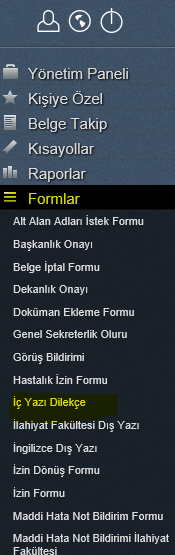 Yönetim Paneli
Kişiye Özel
Belge Takip
Kısayollar
Raporlar
Formlar
Alt Alan Adları İstek Formu
Başkanlık Onayı
Belge İptal Formu
Dekanlık Onayı
Doküman Ekleme Formu
Genel Sekreterlik Oluru
Görüş Bildirimi
Hastalık İzin Formu
İç Yazı Dilekçe
İlahiyat Fakültesi Dış Yazı
İngilizce Dış Yazı
İzin Dönüş Formu
İzin Formu
Maddi Hata Not Bildirim Formu
Maddi Hata Not Bildirimi İlahiyat
Fakültesi